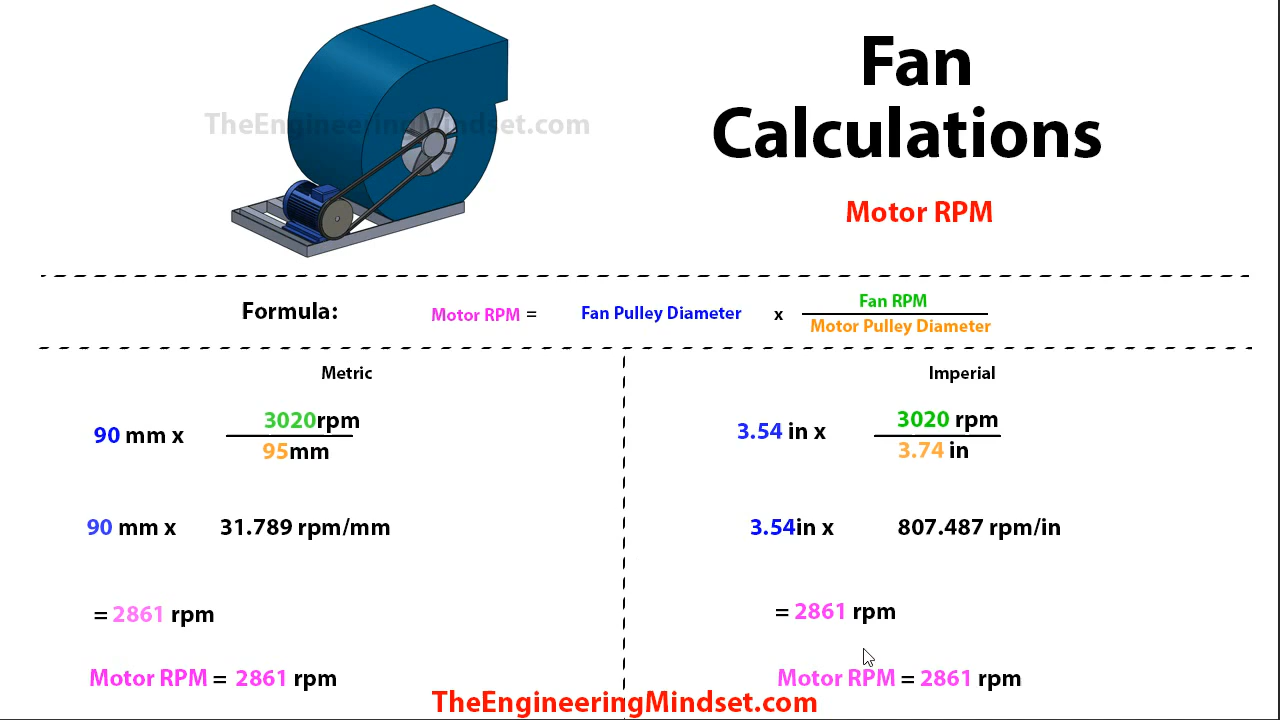 TheEngineeringMindset.com
Fan
Calculations
Motor RPM
Formula: Motor RPM = Fan Pulley Diameter x Fan RPM
Motor Pulley Diameter
Metric
90 mm x 3020rpm
95mm
90 mm x 31.789 rpm/mm
= 2861 rpm
Motor RPM = 2861 rpm
Imperial
3.54 in x 3020 rpm
3.74 in
3.54in x 807.487 rpm/in
= 2861 rpm
Motor RPM = 2861 rpm
TheEngineeringMindset.com